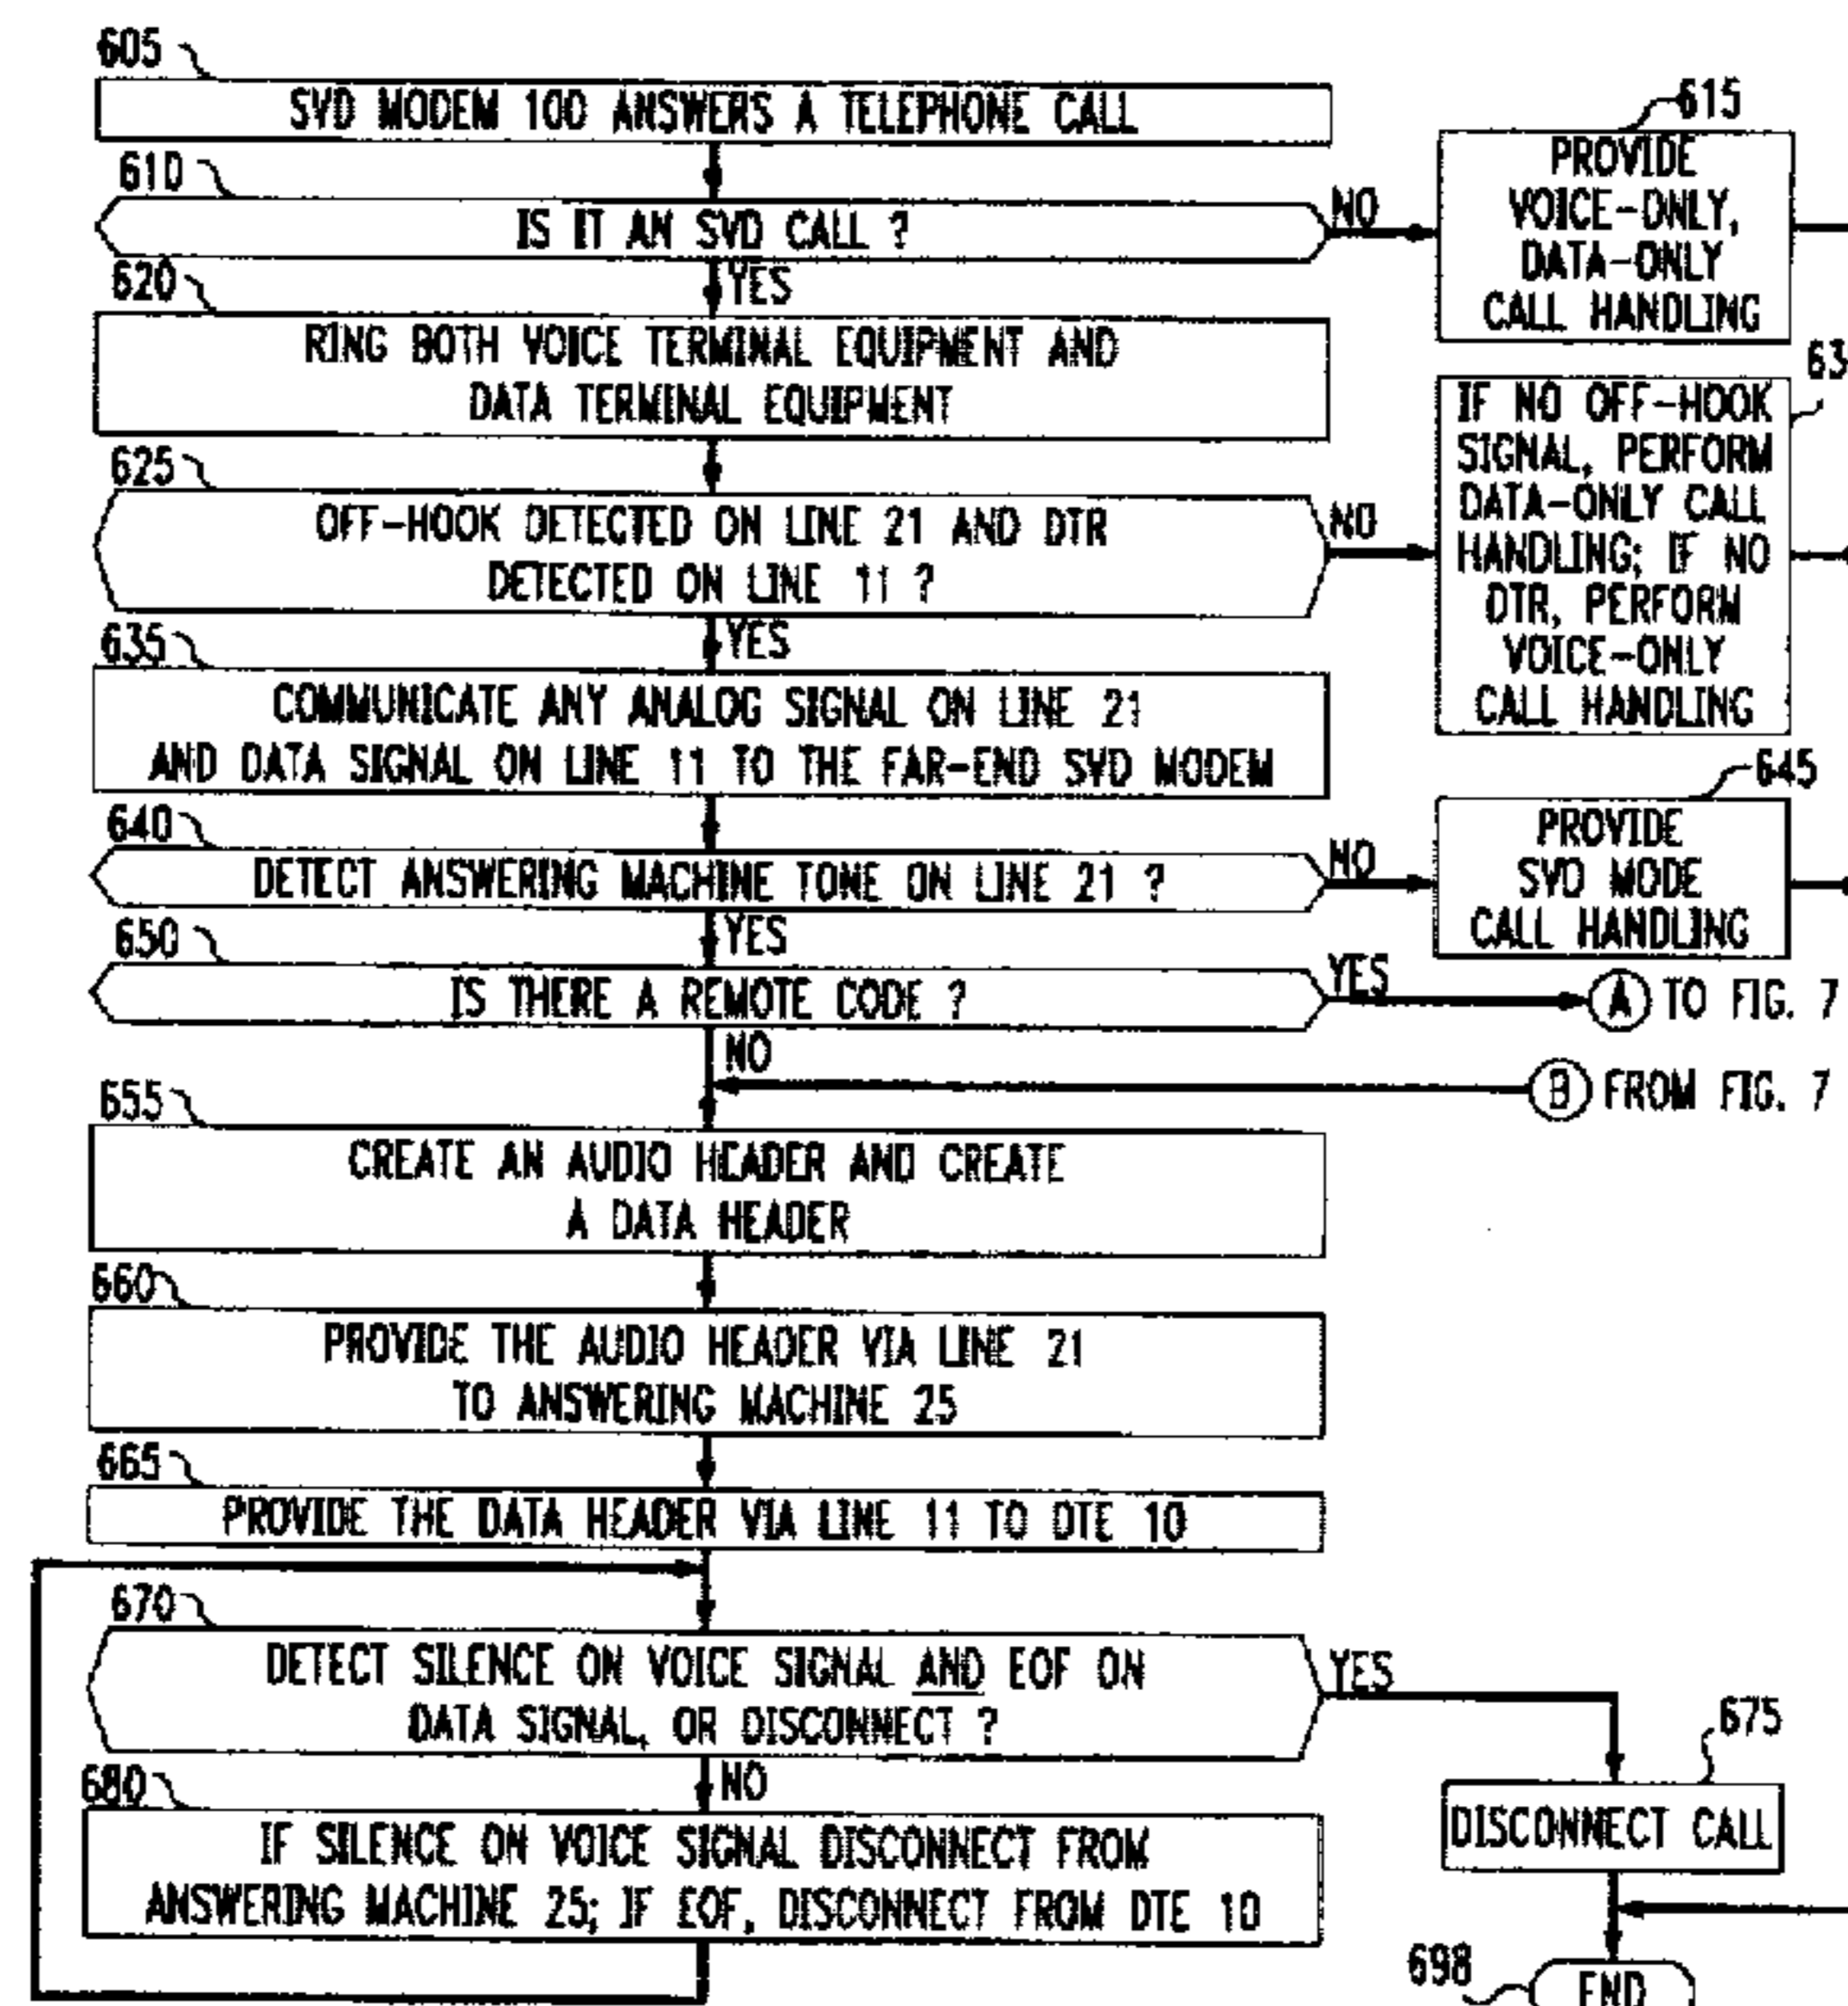 605
SVD MODEM 100 ANSWERS A TELEPHONE CALL
610
IS IT AN SVD CALL ?
NO
615
PROVIDE
VOICE-ONLY,
DATA-ONLY
CALL HANDLING
YES
620
RING BOTH VOICE TERMINAL EQUIPMENT AND
DATA TERMINAL EQUIPMENT
625
OFF-HOOK DETECTED ON LINE 21 AND DTR
DETECTED ON LINE 11 ?
NO
IF NO OFF-HOOK
SIGNAL, PERFORM
DATA-ONLY CALL
HANDLING; IF NO
DTR, PERFORM
VOICE-ONLY
CALL HANDLING
YES
635
COMMUNICATE ANY ANALOG SIGNAL ON LINE 21
AND DATA SIGNAL ON LINE 11 TO THE FAR-END SVD MODEM
640
DETECT ANSWERING MACHINE TONE ON LINE 21 ?
NO
645
PROVIDE
SVD MODE
CALL HANDLING
YES
650
IS THERE A REMOTE CODE ?
YES
A TO FIG. 7
NO
B FROM FIG. 7
655
CREATE AN AUDIO HEADER AND CREATE
A DATA HEADER
660
PROVIDE THE AUDIO HEADER VIA LINE 21
TO ANSWERING MACHINE 25
665
PROVIDE THE DATA HEADER VIA LINE 11 TO DTE 10
670
DETECT SILENCE ON VOICE SIGNAL AND EOF ON
DATA SIGNAL, OR DISCONNECT ?
YES
675
DISCONNECT CALL
NO
680
IF SILENCE ON VOICE SIGNAL DISCONNECT FROM
ANSWERING MACHINE 25; IF EOF, DISCONNECT FROM DTE 10
698
END